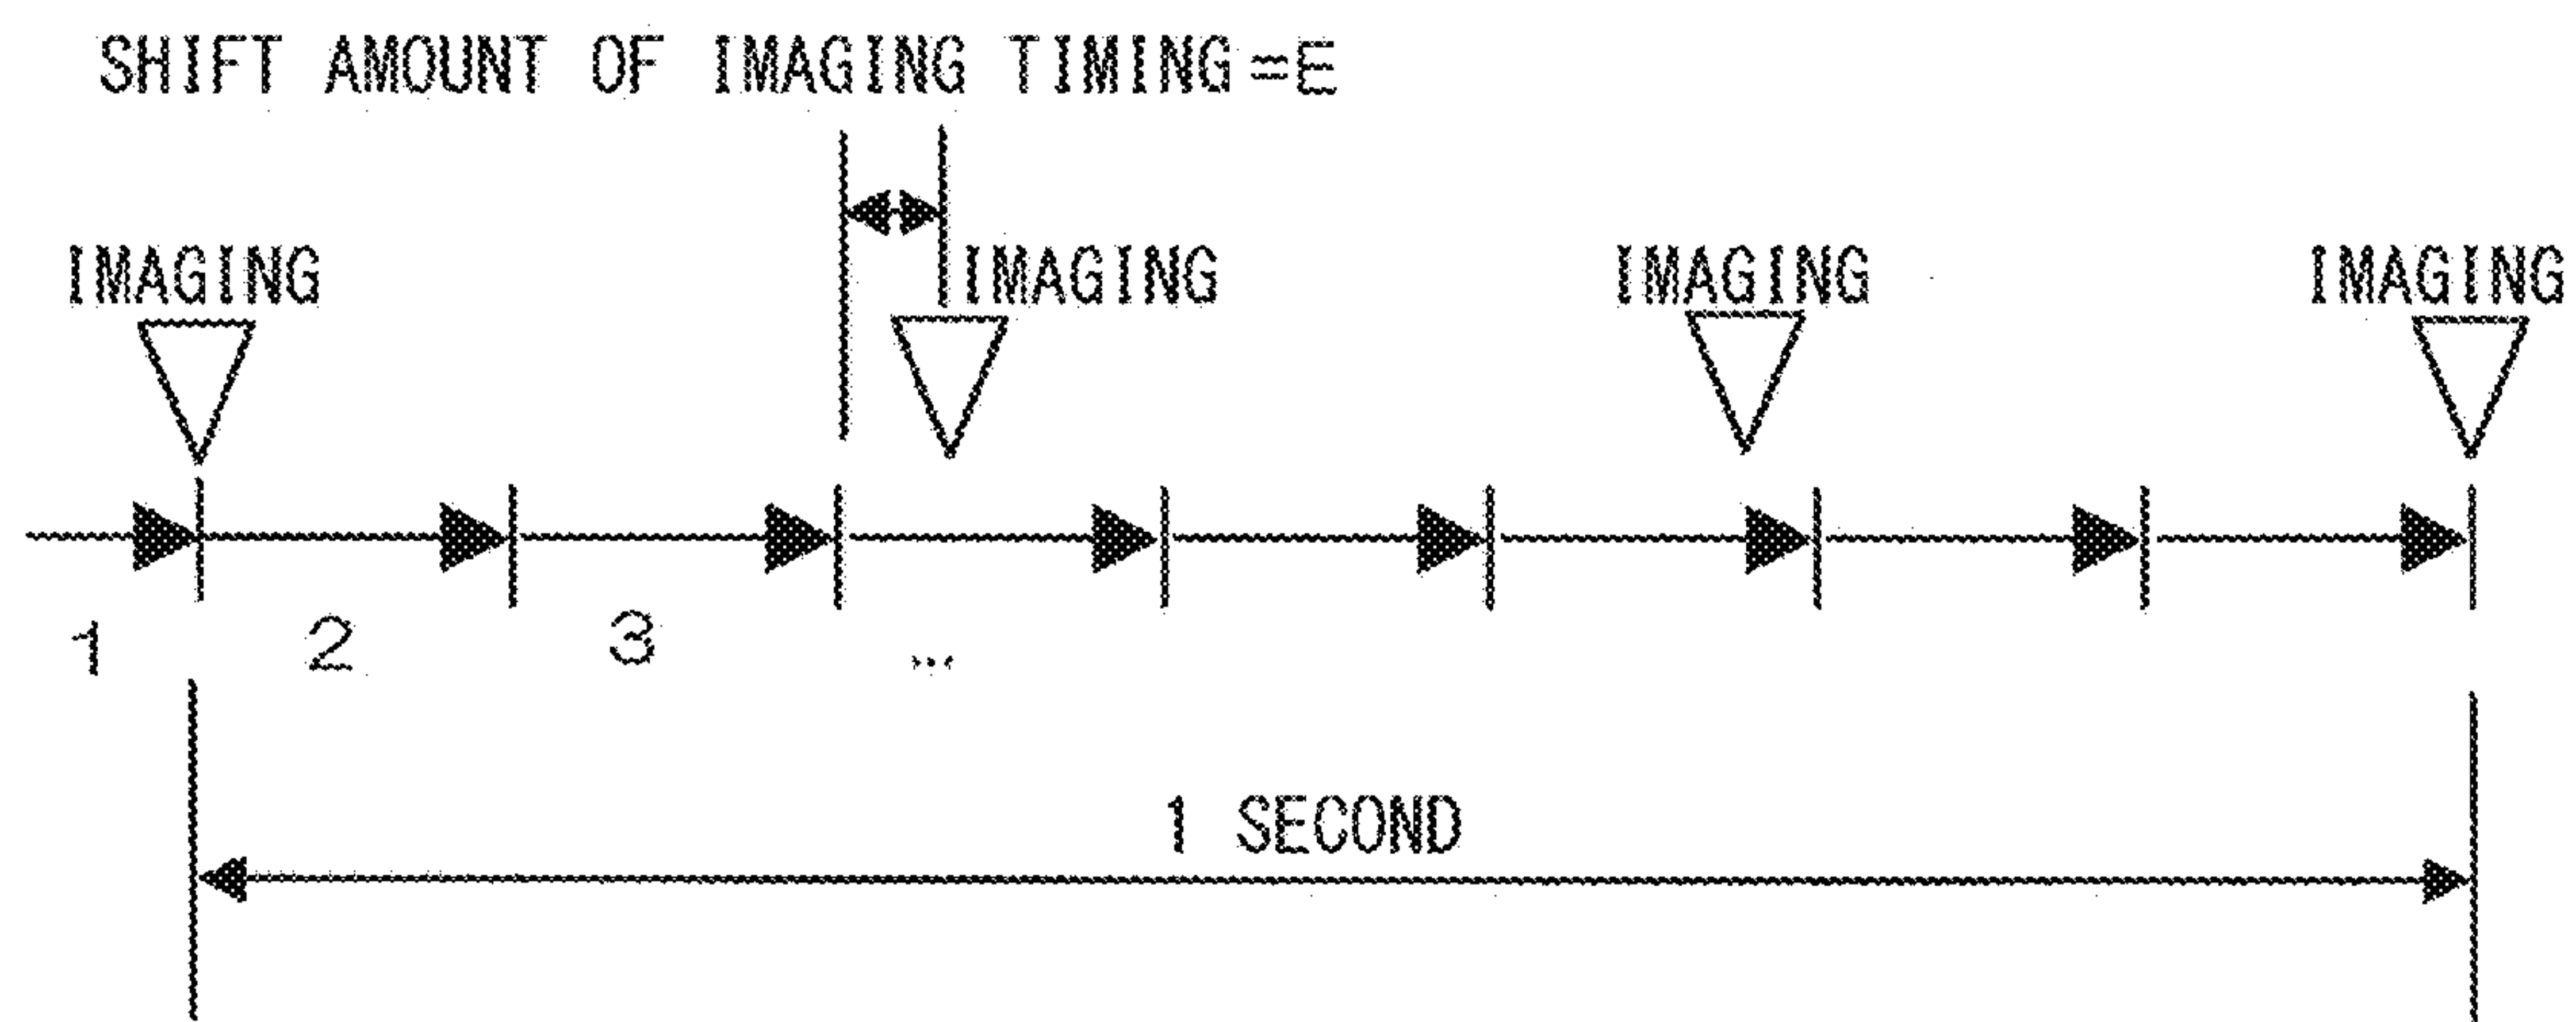 SHIFT AMOUNT OF IMAGING TIMING=E
IMAGING IMAGING IMAGING IMAGING
1 2 3 ...
1 SECOND